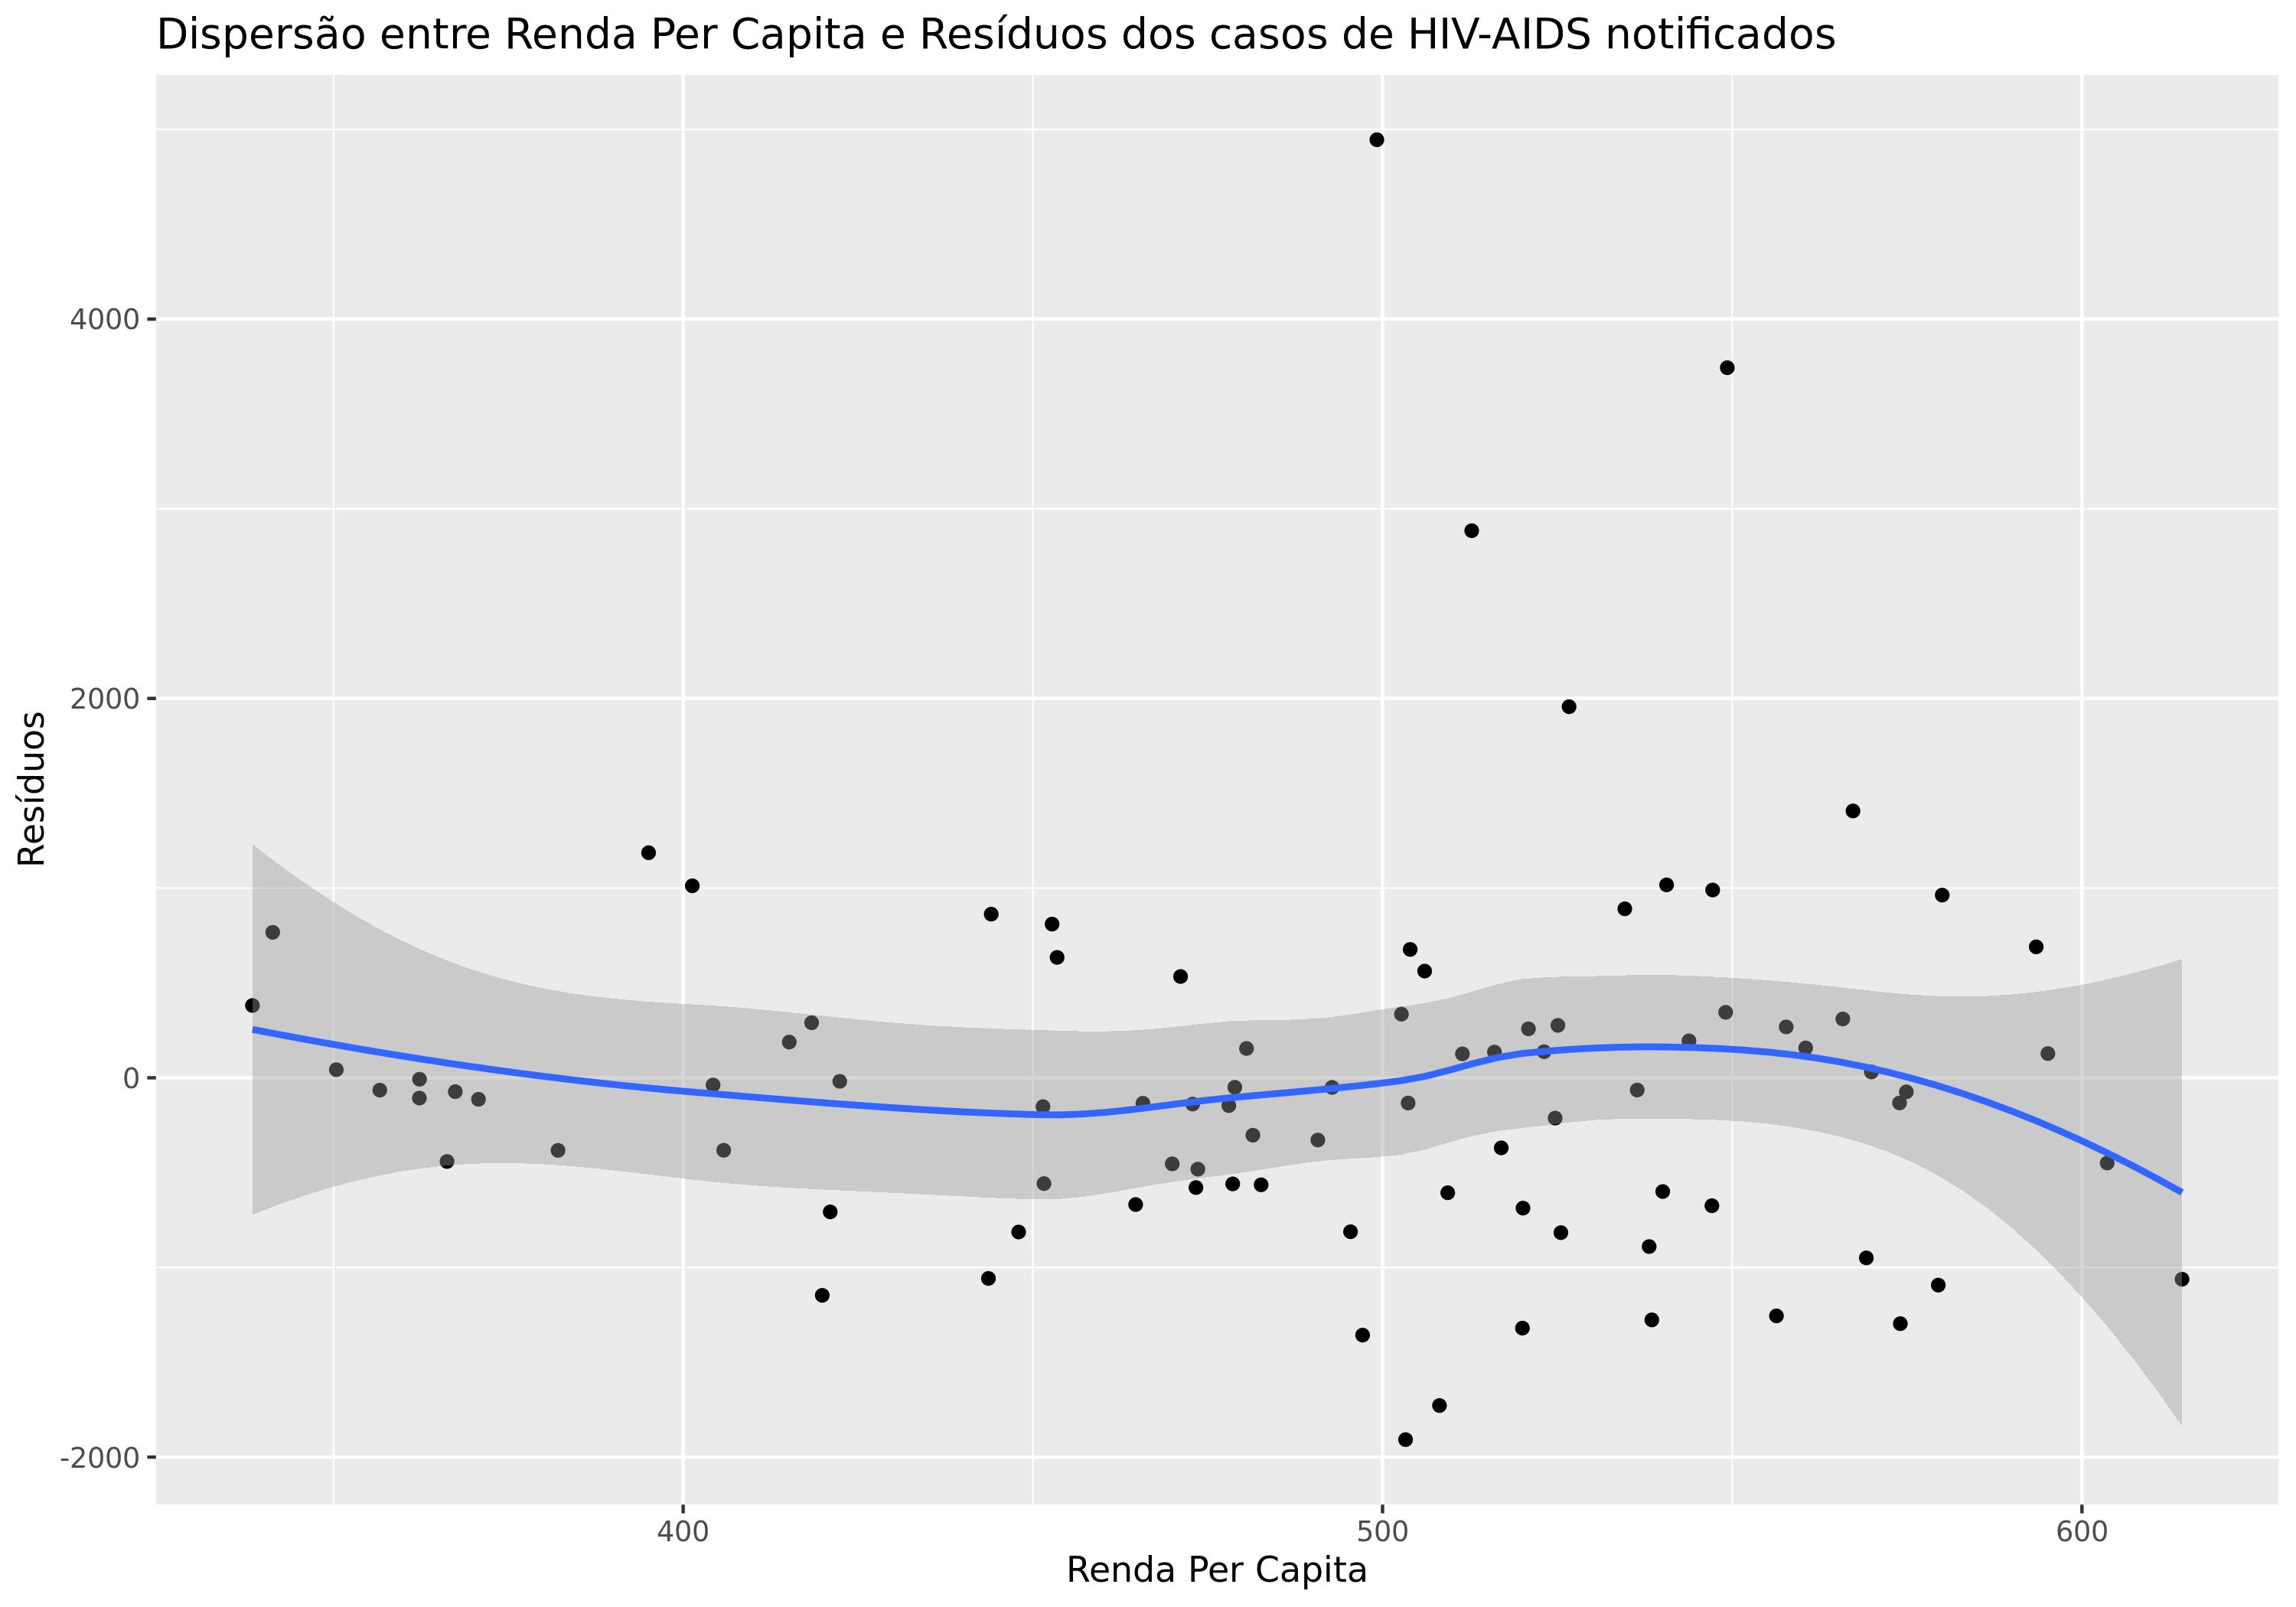 Dispersão entre Renda Per Capita e Resíduos dos casos de HIV-AIDS notificados
Resíduos
4000
2000
0
-2000
400 500 600
Renda Per Capita